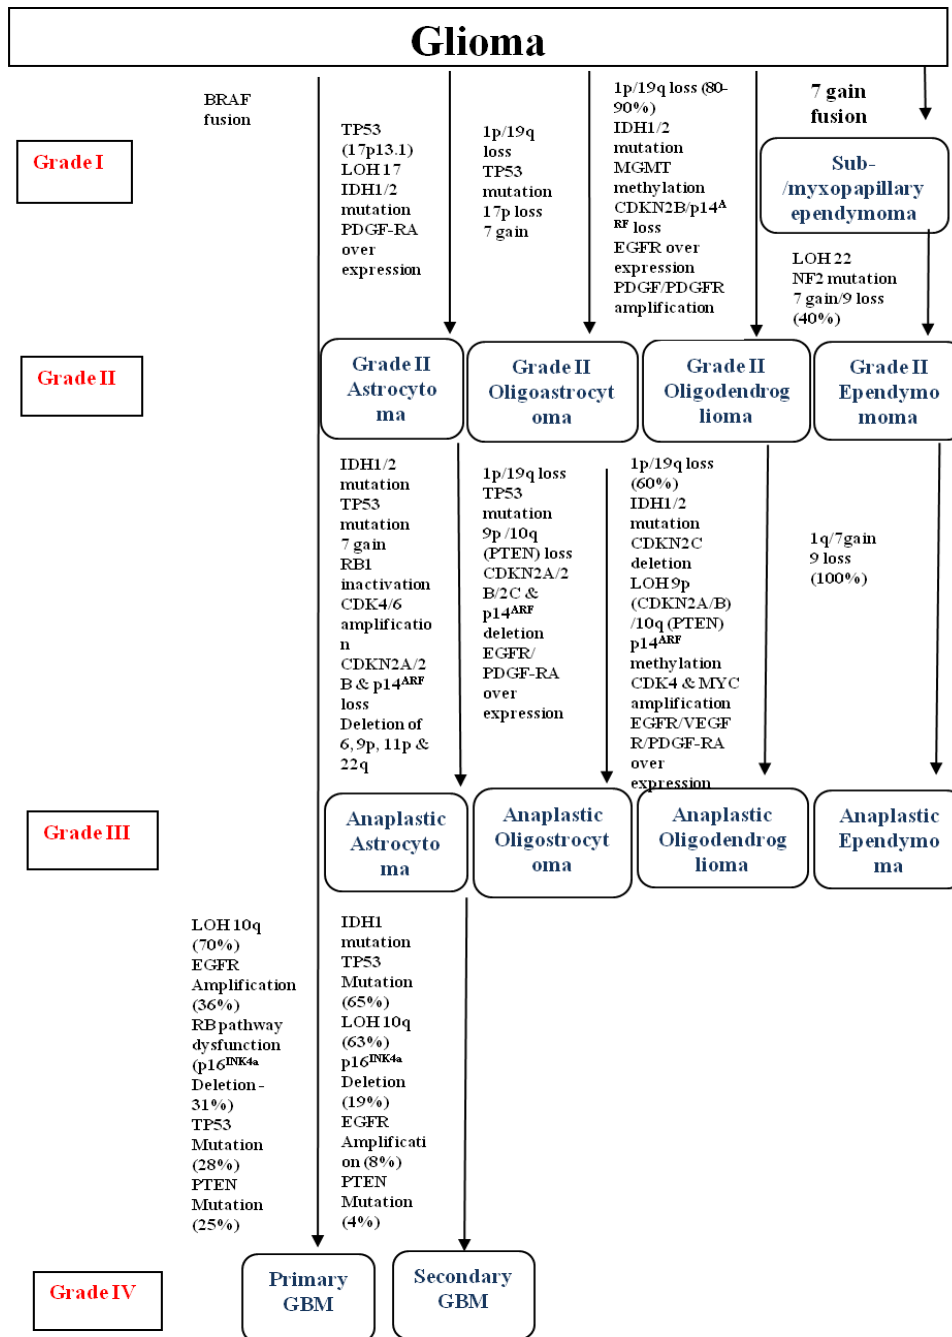 Glioma
BRAF
fusion
TP53
(17p13.1)
LOH 17
IDH1/2
mutation
PDGF-RA
over
expression
1p/19q
loss
TP53
mutation
17p loss
7 gain
1p/19q loss (80-
90%)
IDH1/2
mutation
MGMT
methylation
CDKN2B/p14ᴬ
ᴿᶠ loss
EGFR over
expression
PDGF/PDGFR
amplification
7 gain
fusion
Grade I
Sub-
/myxopapillary
ependymoma
LOH 22
NF2 mutation
7 gain/9 loss
(40%)
Grade II
Grade II
Astrocyto
ma
Grade II
Oligoastrocyt
oma
Grade II
Oligodendrog
lioma
Grade II
Ependymo
moma
IDH1/2
mutation
TP53
mutation
7 gain
RB1
inactivation
CDK4/6
amplificatio
n
CDKN2A/2
B & p14ᴬᴿᶠ
loss
Deletion of
6, 9p, 11p &
22q
1p/19q loss
TP53
mutation
9p /10q
(PTEN) loss
CDKN2A/2
B/2C &
p14ᴬᴿᶠ
deletion
EGFR/
PDGF-RA
over
expression
1p/19q loss
(60%)
IDH1/2
mutation
CDKN2C
deletion
LOH 9p
(CDKN2A/B)
/10q (PTEN)
p14ᴬᴿᶠ
methylation
CDK4 & MYC
amplification
EGFR/VEGF
R/PDGF-RA
over
expression
1q/7gain
9 loss
(100%)
Grade III
Anaplastic
Astrocyto
ma
Anaplastic
Oligostrocyt
oma
Anaplastic
Oligodendrog
lioma
Anaplastic
Ependymo
ma
LOH 10q
(70%)
EGFR
Amplification
(36%)
RB pathway
dysfunction
(p16ᴵᴺᴷ⁴ᵃ
Deletion -
31%)
TP53
Mutation
(28%)
PTEN
Mutation
(25%)
IDH1
mutation
TP53
Mutation
(65%)
LOH 10q
(63%)
p16ᴵᴺᴷ⁴ᵃ
Deletion
(19%)
EGFR
Amplificati
on (8%)
PTEN
Mutation
(4%)
Grade IV
Primary
GBM
Secondary
GBM